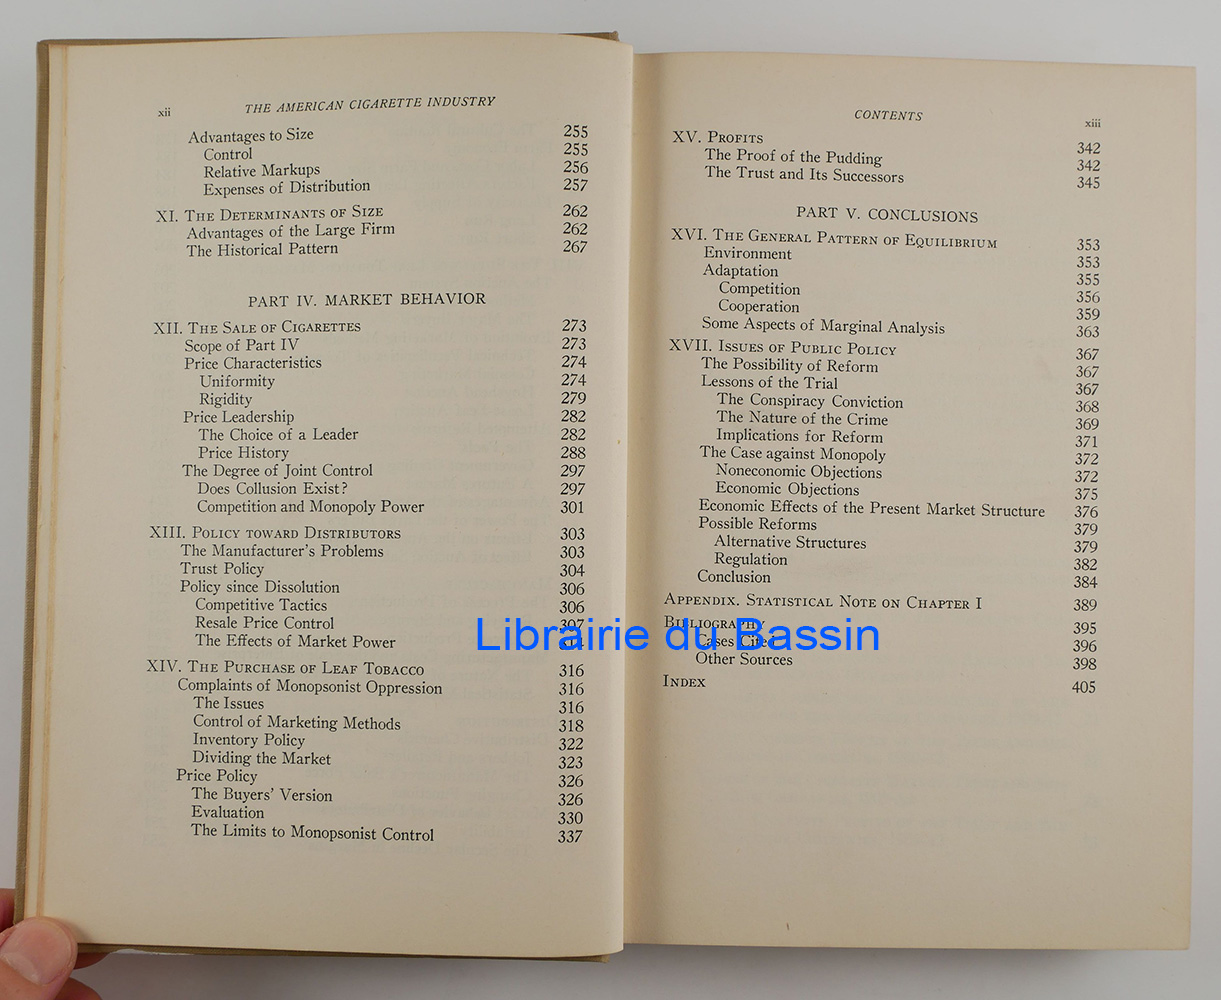 xii THE AMERICAN CIGARETTE INDUSTRY
Advantages to Size 255
Control 255
Relative Markups 256
Expenses of Distribution 257
XI. THE DETERMINANTS OF SIZE 262
Advantages of the Large Firm 262
The Historical Pattern 267
PART IV. MARKET BEHAVIOR
XII. THE SALE OF CIGARETTES 273
Scope of Part IV 273
Price Characteristics 274
Uniformity 274
Rigidity 279
Price Leadership 282
The Choice of a Leader 282
Price History 288
The Degree of Joint Control 297
Does Collusion Exist? 297
Competition and Monopoly Power 301
XIII. POLICY TOWARD DISTRIBUTORS 303
The Manufacturer's Problems 303
Trust Policy 304
Policy since Dissolution 306
Competitive Tactics 306
Resale Price Control 307
The Effects of Market Power
XIV. THE PURCHASE OF LEAF TOBACCO 316
Complaints of Monopsonist Oppression 316
The Issues 316
Control of Marketing Methods 318
Inventory Policy 322
Dividing the Market 323
Price Policy 326
The Buyers' Version 326
Evaluation 330
The Limits to Monopsonist Control 337
CONTENTS xiii
XV. PROFITS 342
The Proof of the Pudding 342
The Trust and Its Successors 345
PART V. CONCLUSIONS
XVI. THE GENERAL PATTERN OF EQUILIBRIUM 353
Environment 353
Adaptation 355
Competition 356
Cooperation 359
Some Aspects of Marginal Analysis 363
XVII. ISSUES OF PUBLIC POLICY 367
The Possibility of Reform 367
Lessons of the Trial 367
The Conspiracy Conviction 368
The Nature of the Crime 369
Implications for Reform 371
The Case against Monopoly 372
Noneconomic Objections 372
Economic Objections 375
Economic Effects of the Present Market Structure 376
Possible Reforms 379
Alternative Structures 379
Regulation 382
Conclusion 384
APPENDIX. STATISTICAL NOTE ON CHAPTER I 389
BIBLIOGRAPHY 395
Cases Cited 396
Other Sources 398
INDEX 405
Librairie du Bassin